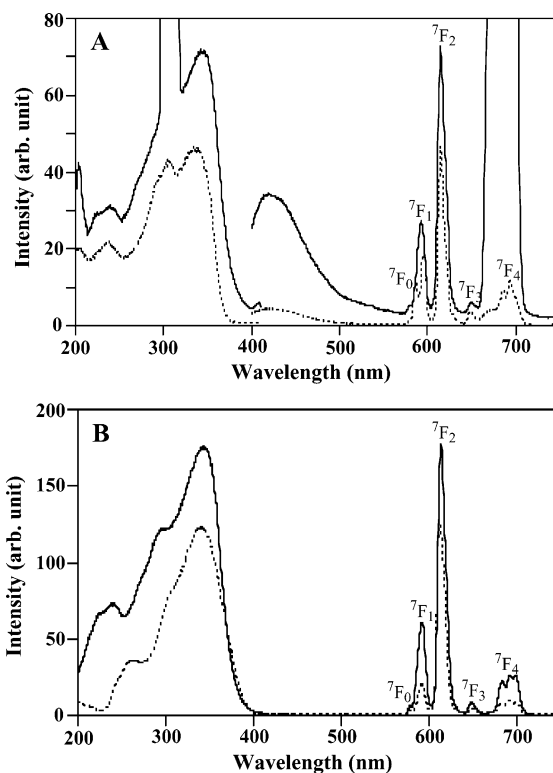 A
Intensity (arb. unit)
80
60
40
20
0
⁷F₀
⁷F₁
⁷F₂
⁷F₃
⁷F₄
200 300 400 500 600 700
Wavelength (nm)
B
Intensity (arb. unit)
200
150
100
50
0
⁷F₀
⁷F₁
⁷F₂
⁷F₃
⁷F₄
200 300 400 500 600 700
Wavelength (nm)